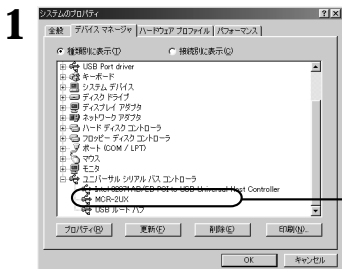 1
システムのプロパティ
全般 デバイス マネージャ ハードウェア プロファイル パフォーマンス
種類別に表示(T) 接続別に表示(C)
USB Port driver
キーボード
システム デバイス
ディスク ドライブ
ディスプレイ アダプタ
ネットワーク アダプタ
ハード ディスク コントローラ
フロッピー ディスク コントローラ
ポート (COM / LPT)
マウス
モニタ
ユニバーサル シリアル バス コントローラ
Intel 82371AB/EB PCI to USB Universal Host Controller
MCR-2UX
USB ルート ハブ
プロパティ(R) 更新(F) 削除(E) 印刷(N)...
OK キャンセル